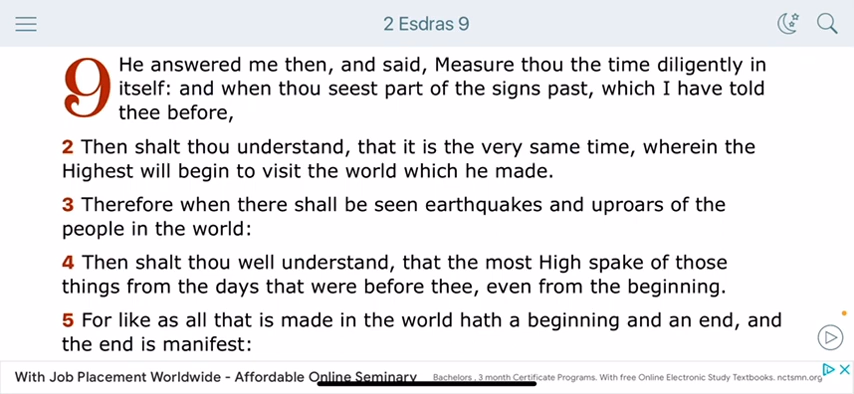 2 Esdras 9
9 He answered me then, and said, Measure thou the time diligently in
itself: and when thou seest part of the signs past, which I have told
thee before,
2 Then shalt thou understand, that it is the very same time, wherein the
Highest will begin to visit the world which he made.
3 Therefore when there shall be seen earthquakes and uproars of the
people in the world:
4 Then shalt thou well understand, that the most High spake of those
things from the days that were before thee, even from the beginning.
5 For like as all that is made in the world hath a beginning and an end, and
the end is manifest:
With Job Placement Worldwide - Affordable Online Seminary Bachelors , 3 month Certificate Programs. With free Online Electronic Study Textbooks. nctsmn.org